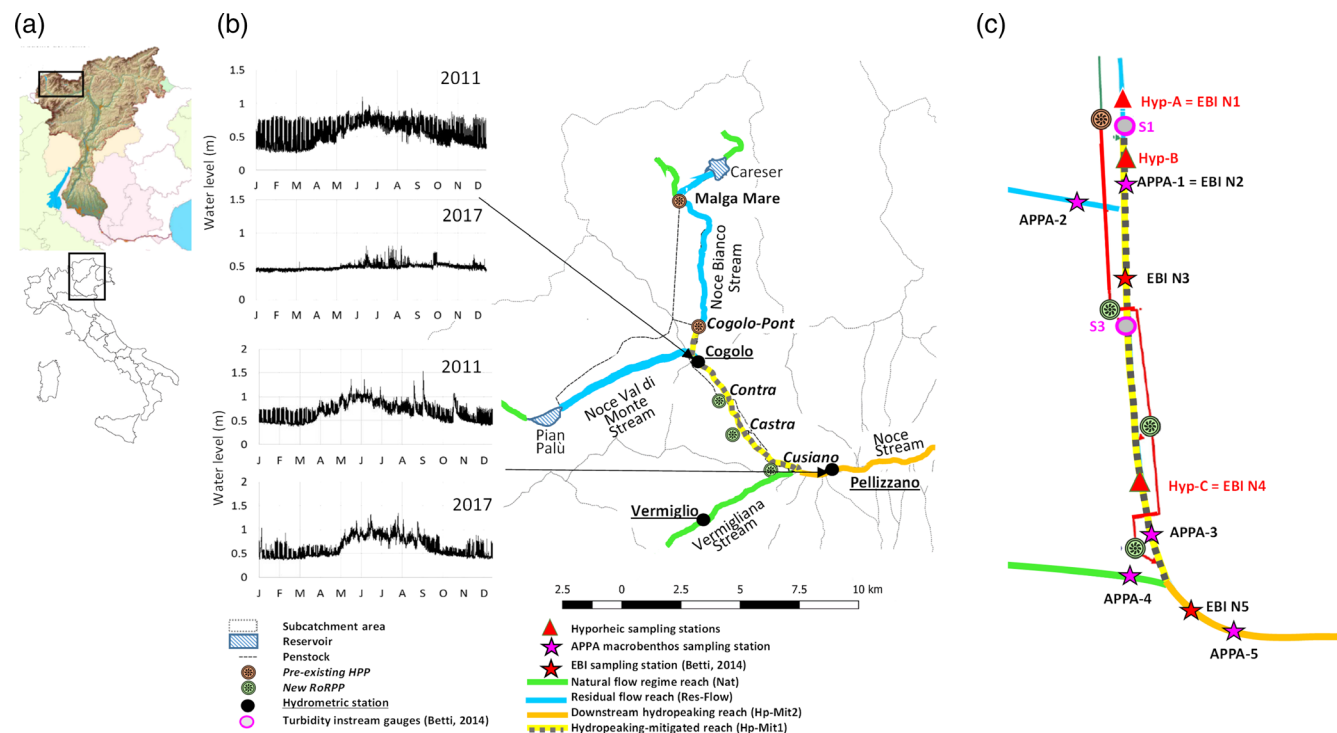 (a)
(b)
(c)
2011
1.5
1
0.5
0
J F M A M J J A S O N D
Water level (m)
2017
1.5
1
0.5
0
J F M A M J J A S O N D
2011
2
1.5
1
0.5
0
J F M A M J J A S O N D
Water level (m)
2017
2
1.5
1
0.5
0
J F M A M J J A S O N D
Careser
Malga Mare
Noce Bianco
Stream
Cogolo-Pont
Cogolo
Contra
Castra
Cusiano
Noce Val di
Monte
Stream
Pian
Palù
Noce
Stream
Pellizzano
Vermiglio
Vermigliana
Stream
2.5 0 2.5 5 7.5 10 km
Subcatchment area
Reservoir
Penstock
Pre-existing HPP
New RoRPP
Hydrometric station
Turbidity instream gauges (Betti, 2014)
Hyporheic sampling stations
APPA macrobenthos sampling station
EBI sampling station (Betti, 2014)
Natural flow regime reach (Nat)
Residual flow reach (Res-Flow)
Downstream hydropeaking reach (Hp-Mit2)
Hydropeaking-mitigated reach (Hp-Mit1)
Hyp-A = EBI N1
S1
Hyp-B
APPA-1 = EBI N2
APPA-2
EBI N3
S3
Hyp-C = EBI N4
APPA-3
APPA-4
EBI N5
APPA-5